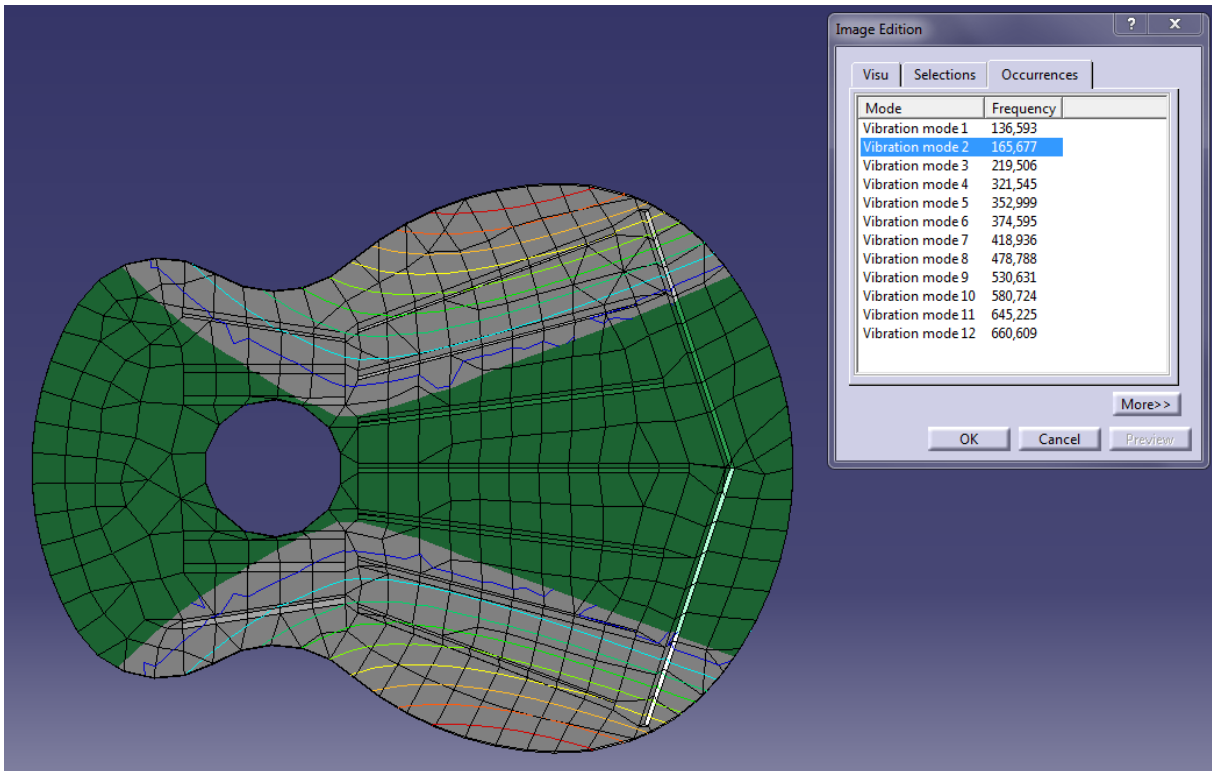 Image Edition
Visu Selections Occurrences
Mode Frequency
Vibration mode 1 136,593
Vibration mode 2 165,677
Vibration mode 3 219,506
Vibration mode 4 321,545
Vibration mode 5 352,999
Vibration mode 6 374,595
Vibration mode 7 418,936
Vibration mode 8 478,788
Vibration mode 9 530,631
Vibration mode 10 580,724
Vibration mode 11 645,225
Vibration mode 12 660,609
More>>
OK Cancel Preview